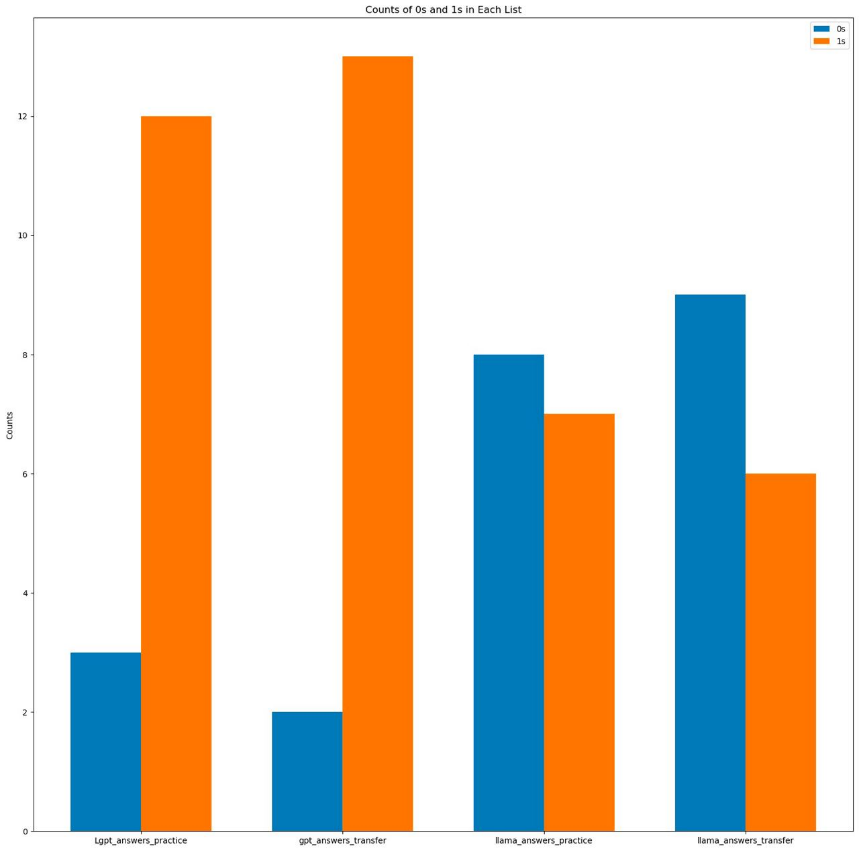 Counts of 0s and 1s in Each List
0s
1s
12
10
8
6
4
2
0
Counts
Lgpt_answers_practice
gpt_answers_transfer
llama_answers_practice
llama_answers_transfer